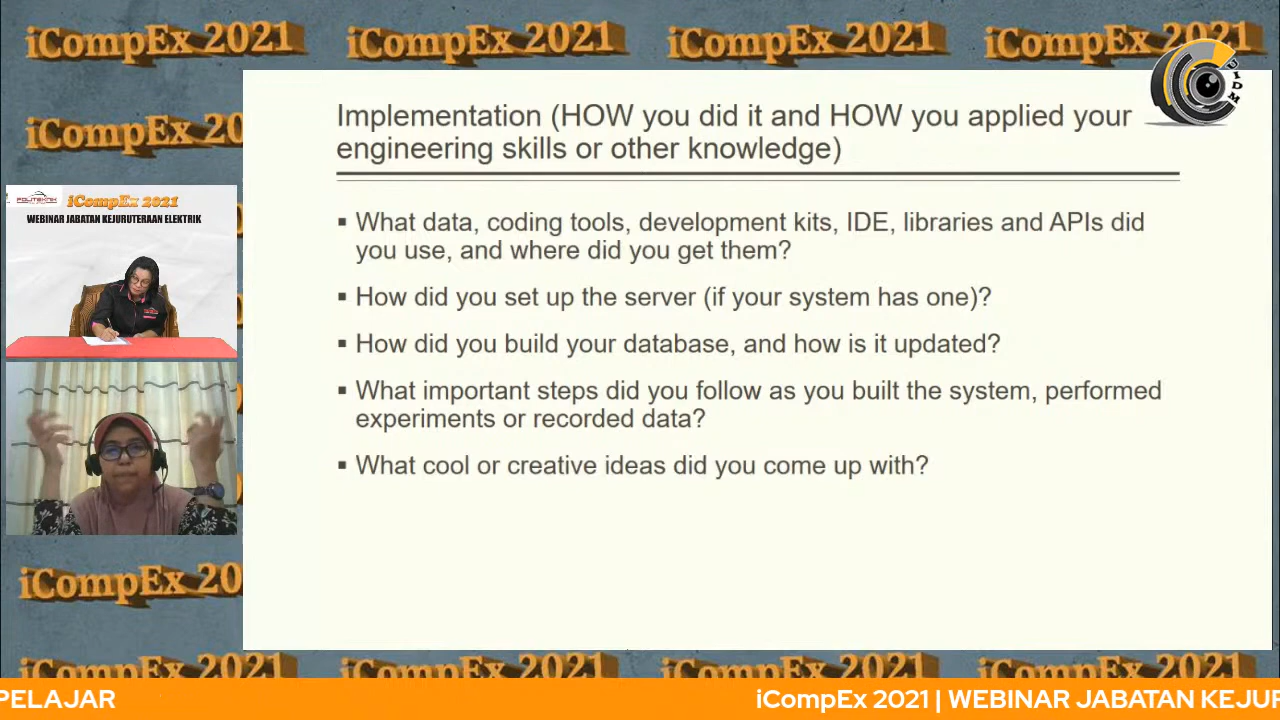 iCompEx 2021 iCompEx 2021 iCompEx 2021 iCompEx 2021
UIDM
iCompEx 20
Implementation (HOW you did it and HOW you applied your
engineering skills or other knowledge)
▪ What data, coding tools, development kits, IDE, libraries and APIs did
you use, and where did you get them?
▪ How did you set up the server (if your system has one)?
▪ How did you build your database, and how is it updated?
▪ What important steps did you follow as you built the system, performed
experiments or recorded data?
▪ What cool or creative ideas did you come up with?
POLITEKNIK
iCompEx 2021
WEBINAR JABATAN KEJURUTERAAN ELEKTRIK
iCompEx 20
iCompEx 2021 iCompEx 2021 iCompEx 2021 iCompEx 2021
PELAJAR
iCompEx 2021 | WEBINAR JABATAN KEJUR